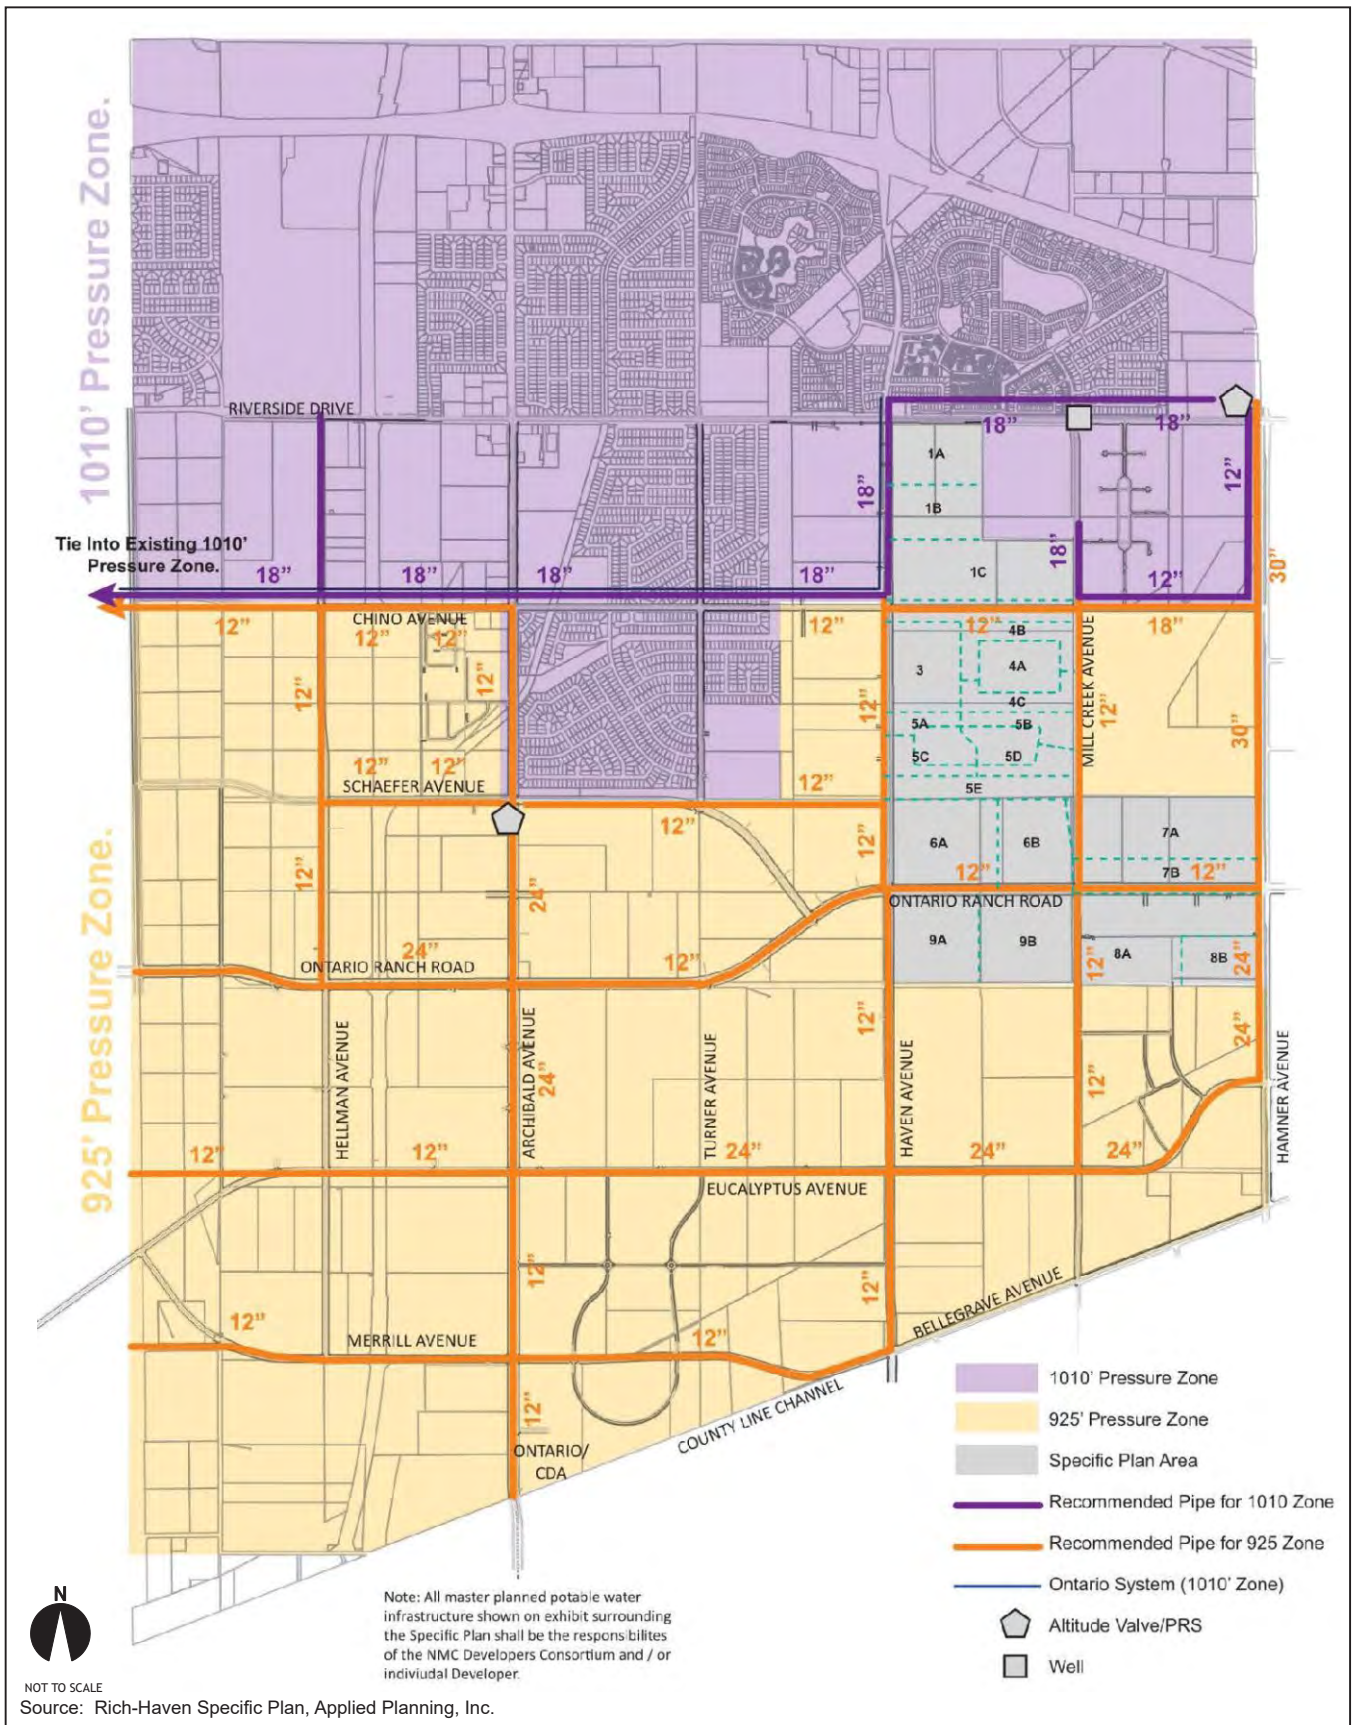 1010’ Pressure Zone.
925’ Pressure Zone.
RIVERSIDE DRIVE
18”
18”
1A
18”
12”
1B
Tie Into Existing 1010’
Pressure Zone.
18”
30”
1C
18”
18”
18”
18”
12”
CHINO AVENUE
12”
12”
12”
12”
12”
18”
4B
3
4A
MILL CREEK AVENUE
12”
12”
12”
4C
12”
5A
5B
30”
5C
5D
12”
12”
12”
SCHAEFER AVENUE
5E
12”
7A
12”
6A
6B
12”
12”
7B
12”
24”
ONTARIO RANCH ROAD
24”
12”
9A
9B
8A
8B
12”
24”
ONTARIO RANCH ROAD
12”
24”
HELLMAN AVENUE
ARCHIBALD AVENUE
24”
TURNER AVENUE
HAVEN AVENUE
12”
HAMNER AVENUE
12”
12”
24”
24”
24”
EUCALYPTUS AVENUE
12”
12”
BELLEGRAVE AVENUE
12”
MERRILL AVENUE
12”
12”
COUNTY LINE CHANNEL
ONTARIO/
CDA
1010’ Pressure Zone
925’ Pressure Zone
Specific Plan Area
Recommended Pipe for 1010 Zone
Recommended Pipe for 925 Zone
Ontario System (1010’ Zone)
Altitude Valve/PRS
Well
N
NOT TO SCALE
Note: All master planned potable water
infrastructure shown on exhibit surrounding
the Specific Plan shall be the responsibilites
of the NMC Developers Consortium and / or
indiviudal Developer.
Source: Rich-Haven Specific Plan, Applied Planning, Inc.